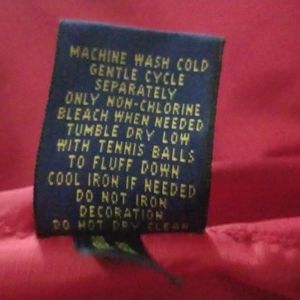 MACHINE WASH COLD
GENTLE CYCLE
SEPARATELY
ONLY NON-CHLORINE
BLEACH WHEN NEEDED
TUMBLE DRY LOW
WITH TENNIS BALLS
TO FLUFF DOWN
COOL IRON IF NEEDED
DO NOT IRON
DECORATION
DO NOT DRY CLEAN